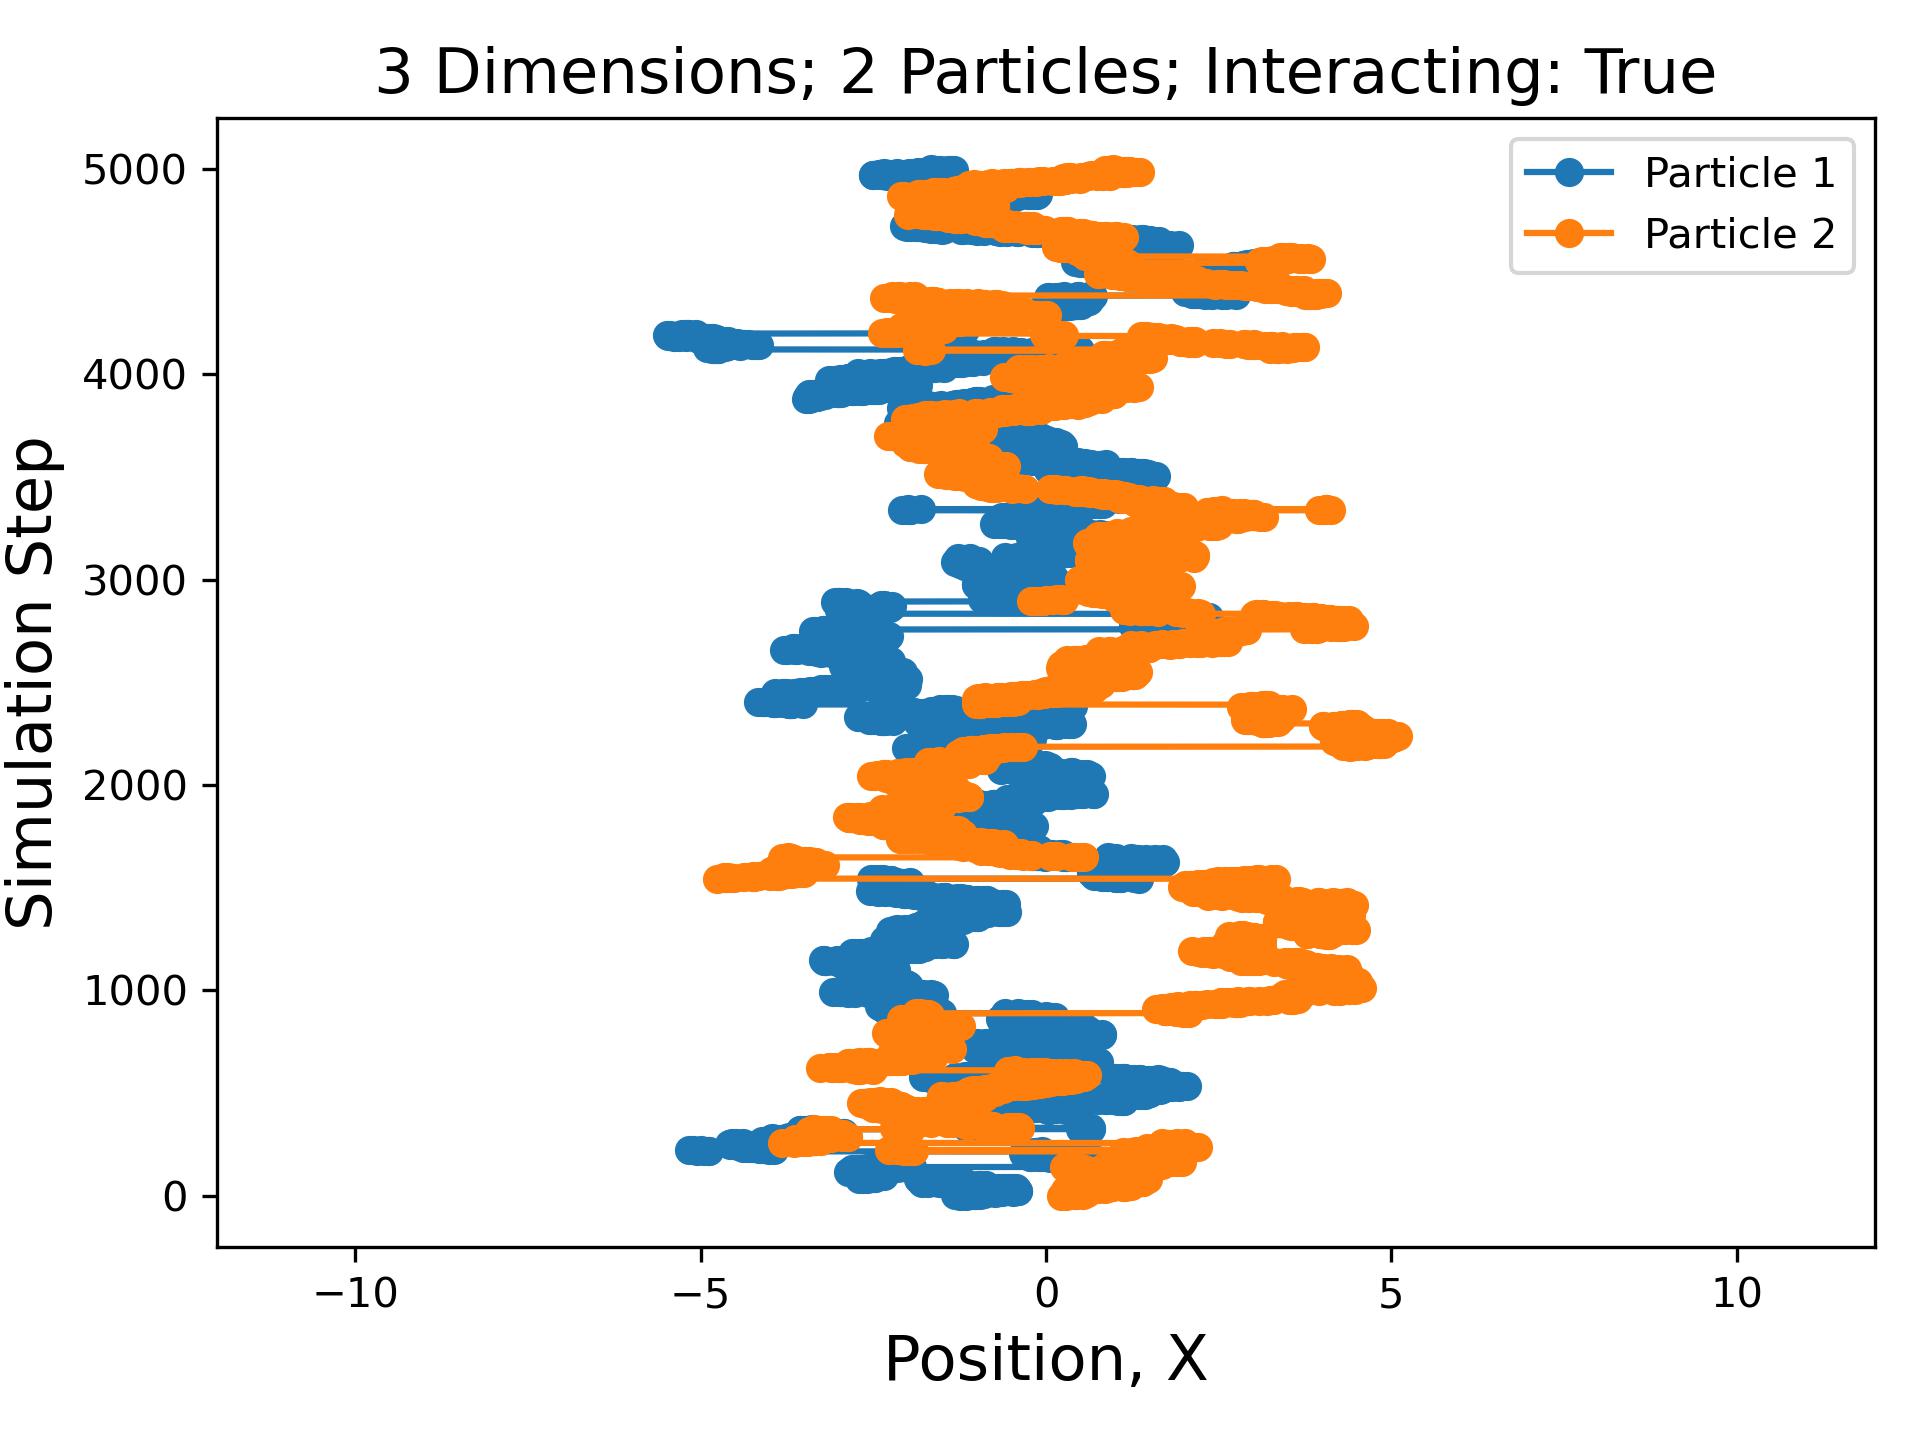 3 Dimensions; 2 Particles; Interacting: True
Particle 1
Particle 2
5000
4000
3000
2000
1000
0
Simulation Step
−10
−5
0
5
10
Position, X